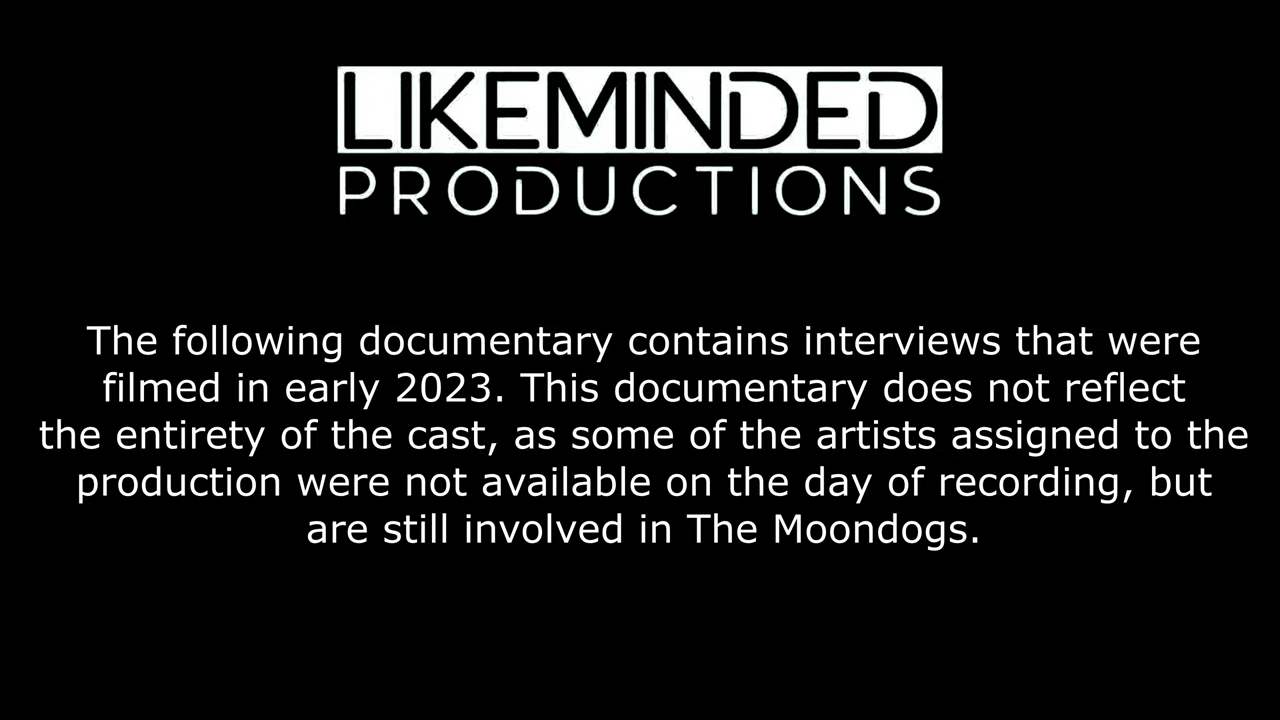 LIKEMINDED
PRODUCTIONS
The following documentary contains interviews that were
filmed in early 2023. This documentary does not reflect
the entirety of the cast, as some of the artists assigned to the
production were not available on the day of recording, but
are still involved in The Moondogs.